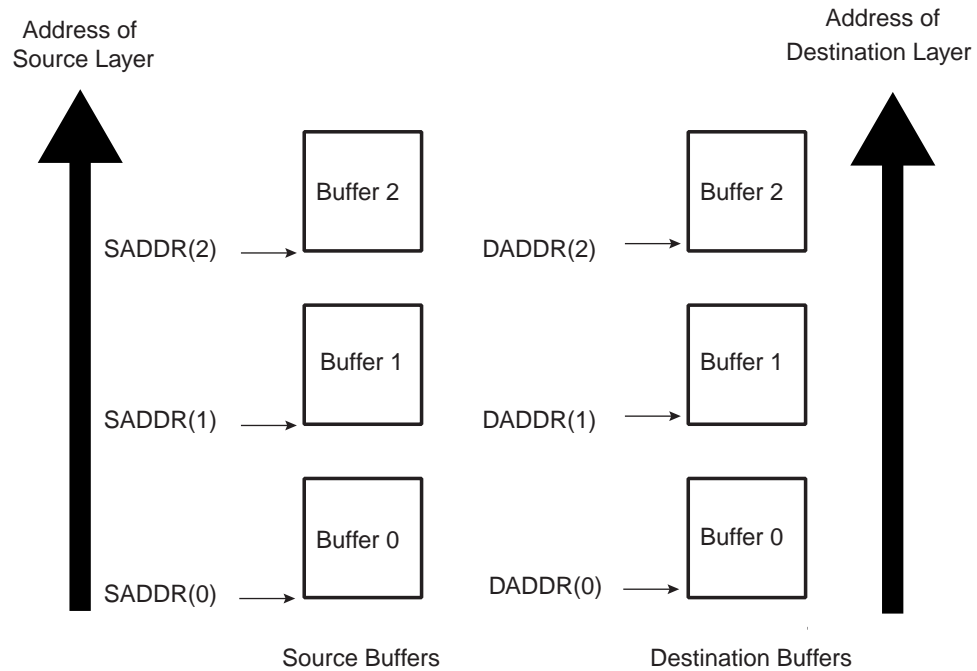 Address of
Source Layer
Address of
Destination Layer
Buffer 2
Buffer 2
SADDR(2)
DADDR(2)
Buffer 1
Buffer 1
SADDR(1)
DADDR(1)
Buffer 0
Buffer 0
SADDR(0)
DADDR(0)
Source Buffers
Destination Buffers